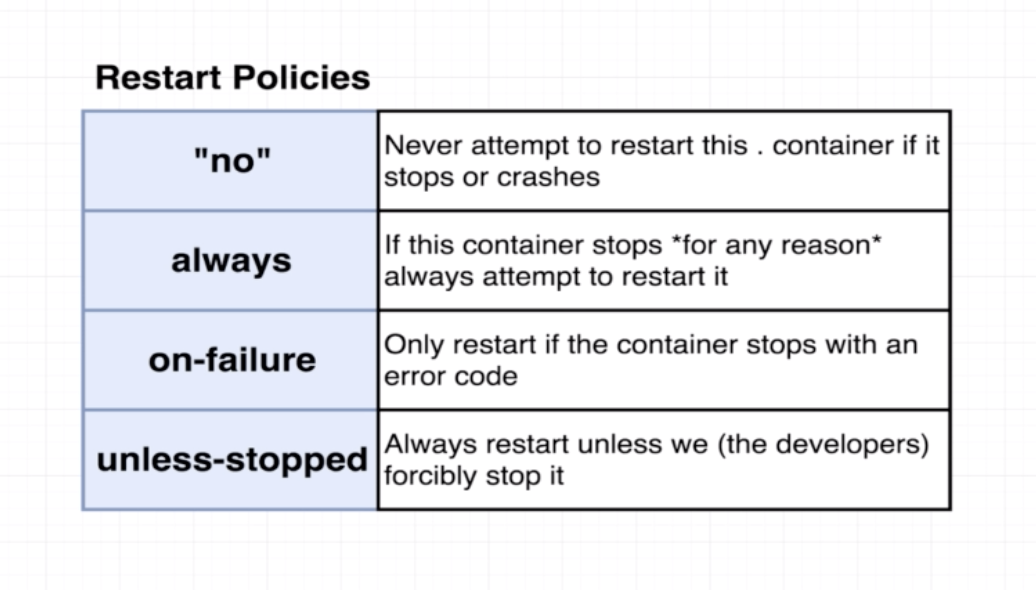 Restart Policies
"no"
Never attempt to restart this . container if it
stops or crashes
always
If this container stops *for any reason*
always attempt to restart it
on-failure
Only restart if the container stops with an
error code
unless-stopped
Always restart unless we (the developers)
forcibly stop it